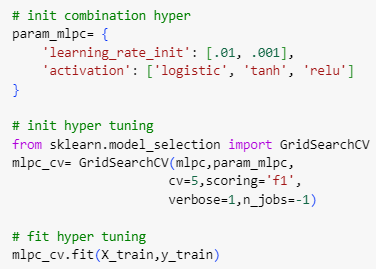 # init combination hyper
param_mlpc= {
    'learning_rate_init': [.01, .001],
    'activation': ['logistic', 'tanh', 'relu']
}
# init hyper tuning
from sklearn.model_selection import GridSearchCV
mlpc_cv= GridSearchCV(mlpc,param_mlpc,
                      cv=5,scoring='f1',
                      verbose=1,n_jobs=-1)
# fit hyper tuning
mlpc_cv.fit(X_train,y_train)